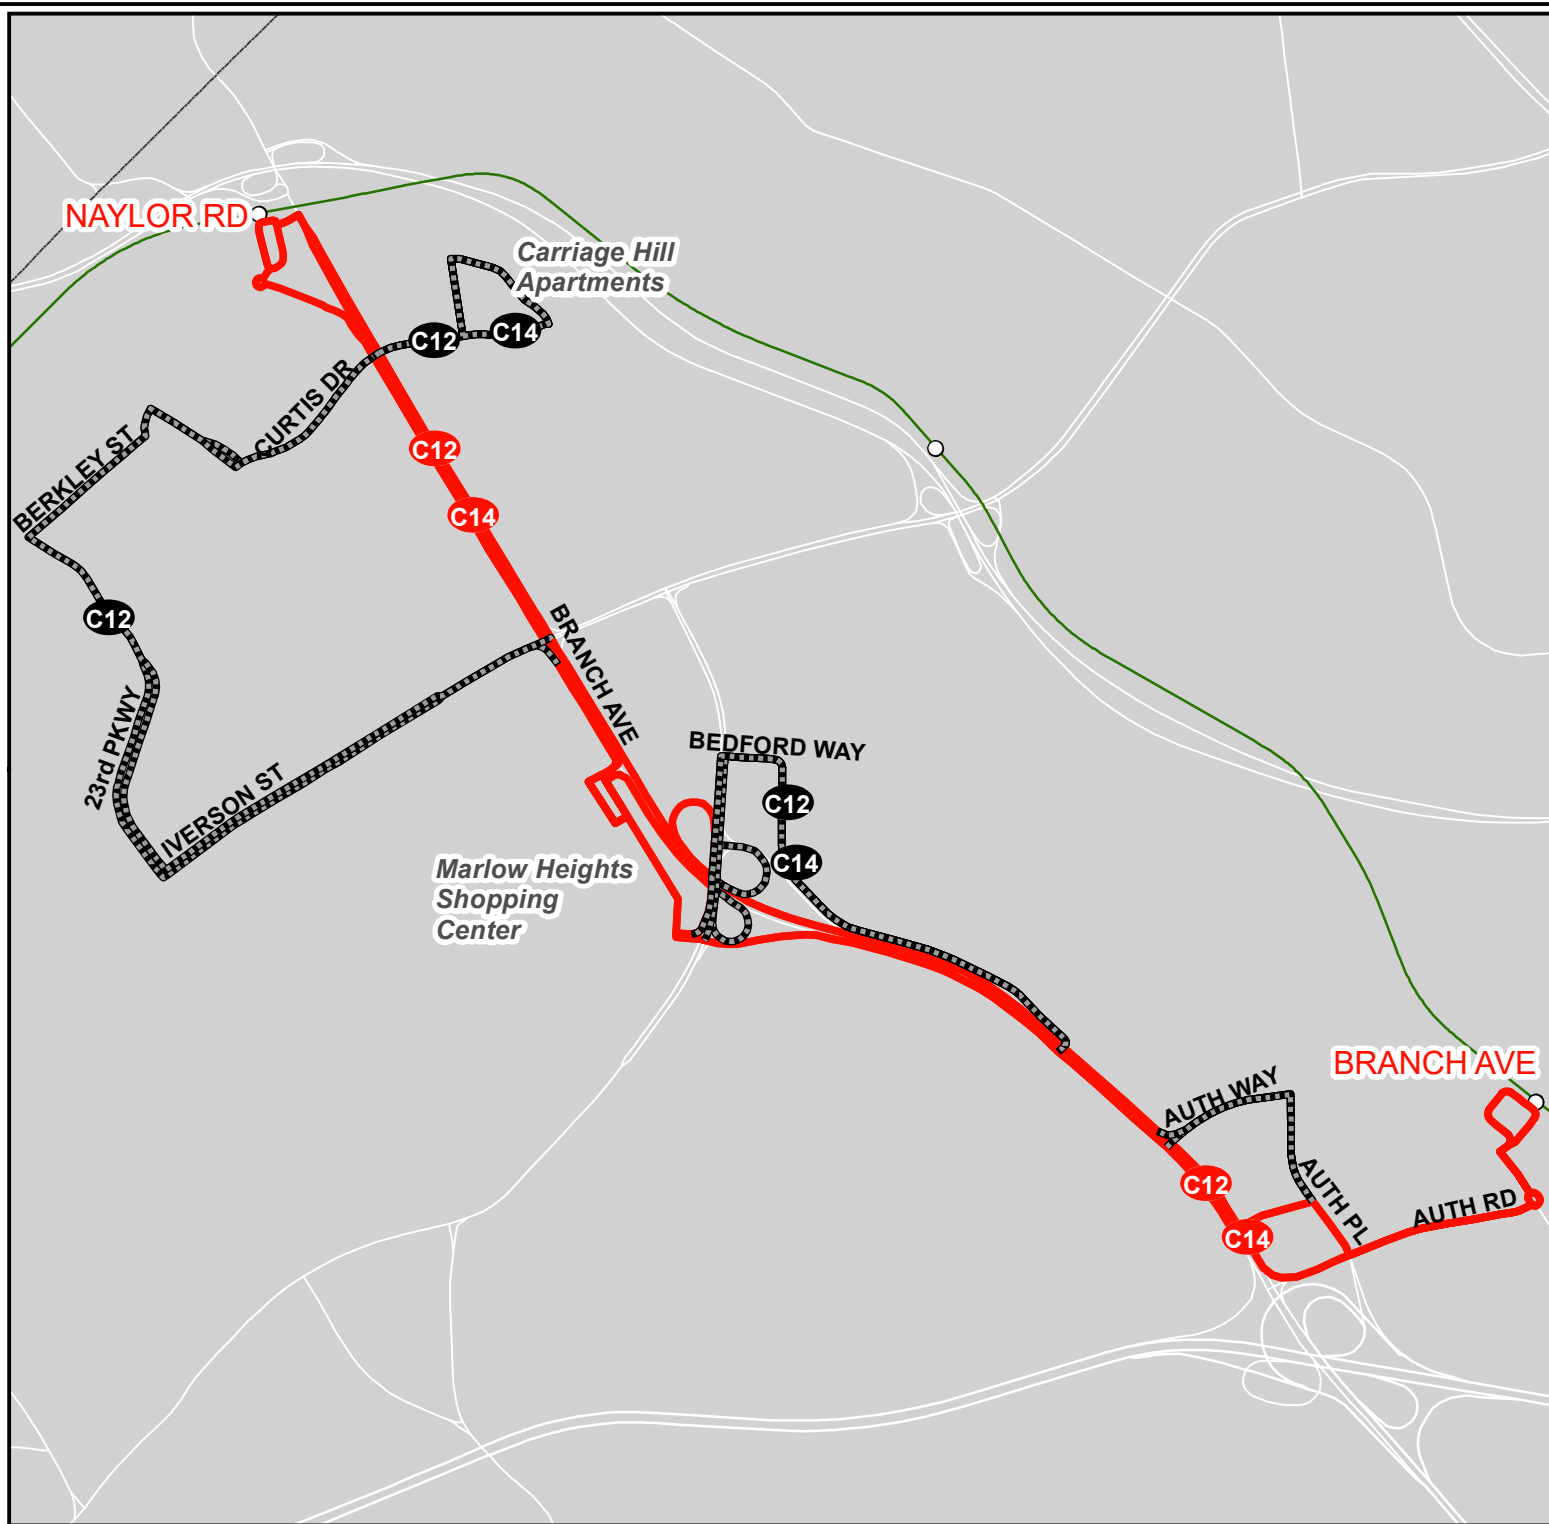 NAYLOR RD
Carriage Hill
Apartments
C12
C14
CURTIS DR
BERKLEY ST
C12
C14
C12
BRANCH AVE
23rd PKWY
IVERSON ST
BEDFORD WAY
C12
C14
Marlow Heights
Shopping
Center
BRANCH AVE
AUTH WAY
C12
AUTH PL
AUTH RD
C14